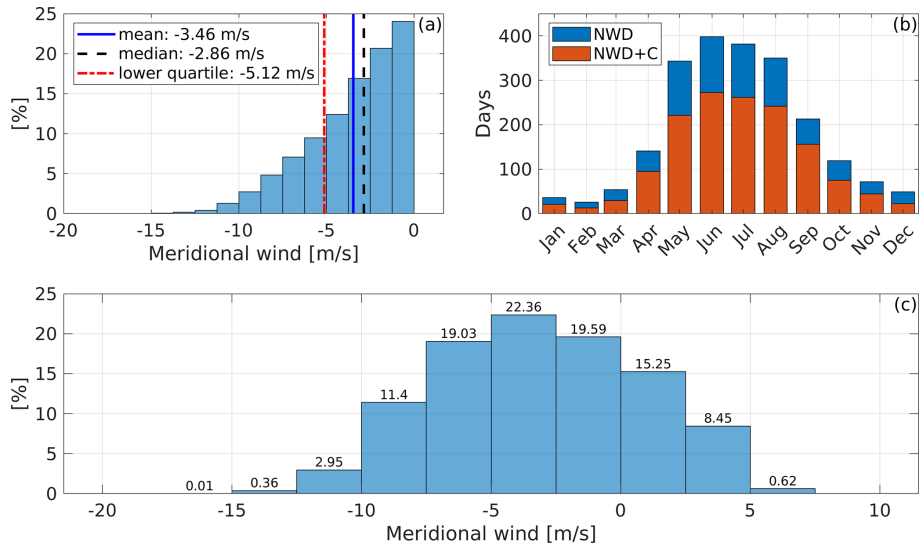 (a)
mean: -3.46 m/s
median: -2.86 m/s
lower quartile: -5.12 m/s
25
20
15
10
5
0
[%]
-20
-15
-10
-5
0
Meridional wind [m/s]
(b)
NWD
NWD+C
400
300
200
100
0
Days
Jan
Feb
Mar
Apr
May
Jun
Jul
Aug
Sep
Oct
Nov
Dec
(c)
25
20
15
10
5
0
[%]
0.01
0.36
2.95
11.4
19.03
22.36
19.59
15.25
8.45
0.62
-20
-15
-10
-5
0
5
10
Meridional wind [m/s]